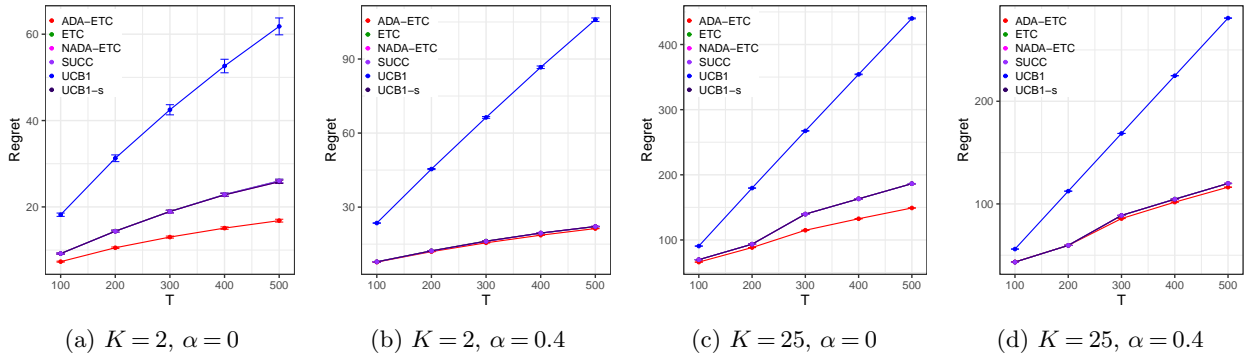 ADA−ETC
ETC
NADA−ETC
SUCC
UCB1
UCB1−s
60
40
20
Regret
100 200 300 400 500
T
(a) K = 2, α = 0
ADA−ETC
ETC
NADA−ETC
SUCC
UCB1
UCB1−s
90
60
30
Regret
100 200 300 400 500
T
(b) K = 2, α = 0.4
ADA−ETC
ETC
NADA−ETC
SUCC
UCB1
UCB1−s
400
300
200
100
Regret
100 200 300 400 500
T
(c) K = 25, α = 0
ADA−ETC
ETC
NADA−ETC
SUCC
UCB1
UCB1−s
200
100
Regret
100 200 300 400 500
T
(d) K = 25, α = 0.4